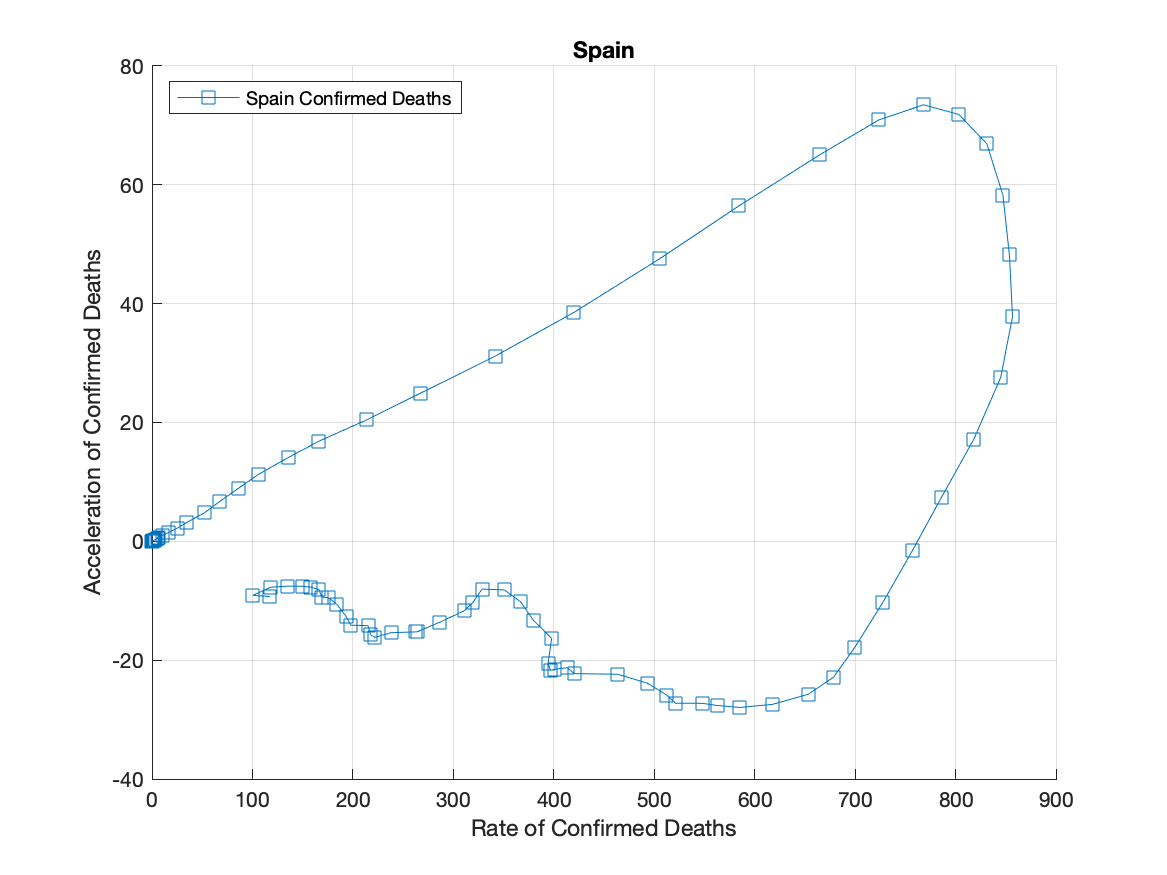 Spain
Spain Confirmed Deaths
80
60
40
20
0
-20
-40
Acceleration of Confirmed Deaths
0 100 200 300 400 500 600 700 800 900
Rate of Confirmed Deaths